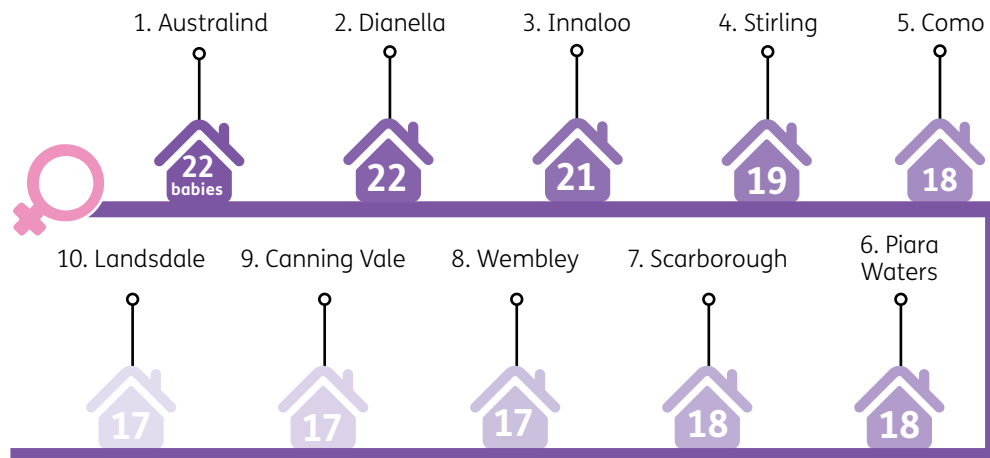 1. Australind
2. Dianella
3. Innaloo
4. Stirling
5. Como
22
babies
22
21
19
18
10. Landsdale
9. Canning Vale
8. Wembley
7. Scarborough
6. Piara
Waters
17
17
17
18
18